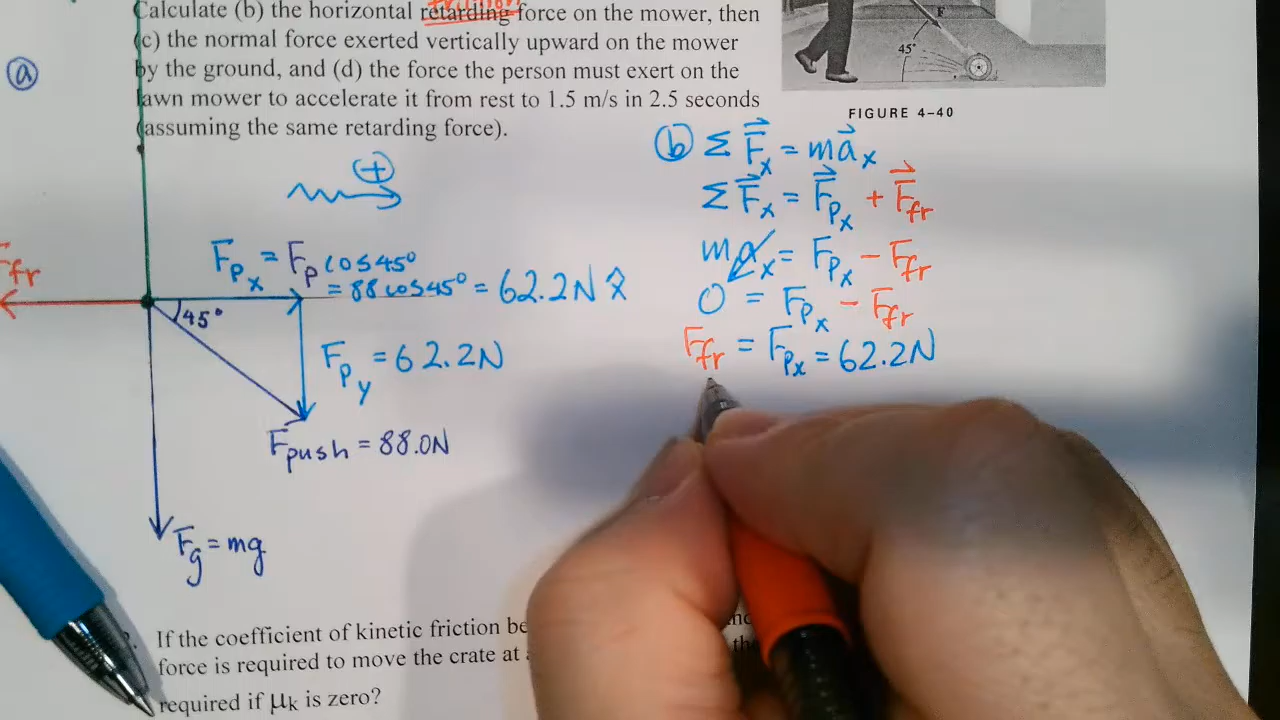 Calculate (b) the horizontal retarding force on the mower, then
(c) the normal force exerted vertically upward on the mower
by the ground, and (d) the force the person must exert on the
lawn mower to accelerate it from rest to 1.5 m/s in 2.5 seconds
(assuming the same retarding force).
ⓐ
F
45°
FIGURE 4-40
⊕
Ffr
Fpx = Fp cos45°
= 88 cos45° = 62.2N x̂
45°
Fpy = 62.2N
Fpush = 88.0N
Fg = mg
ⓑ ΣF⃗x = ma⃗x
ΣF⃗x = F⃗px + F⃗fr
max = Fpx − Ffr
0 = Fpx − Ffr
Ffr = Fpx = 62.2N
If the coefficient of kinetic friction be
force is required to move the crate at
required if μk is zero?